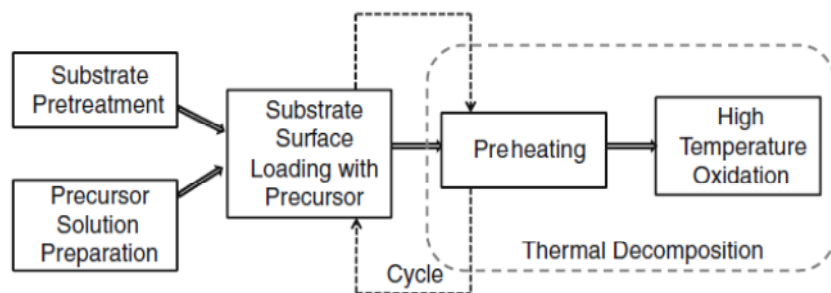 Substrate
Pretreatment
Precursor
Solution
Preparation
Substrate
Surface
Loading with
Precursor
Preheating
High
Temperature
Oxidation
Thermal Decomposition
Cycle